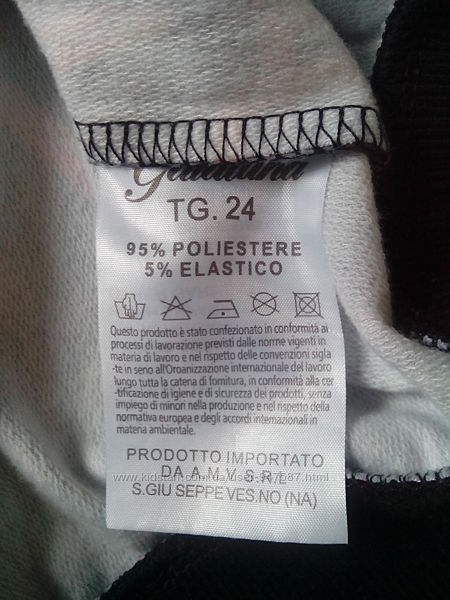 TG. 24
95% POLIESTERE
5% ELASTICO
Questo prodotto è stato confezionato in conformità ai
processi di lavorazione previsti dalle norme vigenti in
materia di lavoro e nel rispetto delle convenzioni sigla
-te in seno all'Oroanizzazione internazionale del lavoro
lungo tutta la catena di fornitura, in conformità alla cer
-tificazione di igiene e di sicurezza dei prodotti, senza
impiego di minori nella produzione e nel rispetto della
normativa europea e degli accordi internazionali in
materia ambientale.
PRODOTTO IMPORTATO
DA A.M.V. S.R.L
S.GIU SEPPE VES.NO (NA)